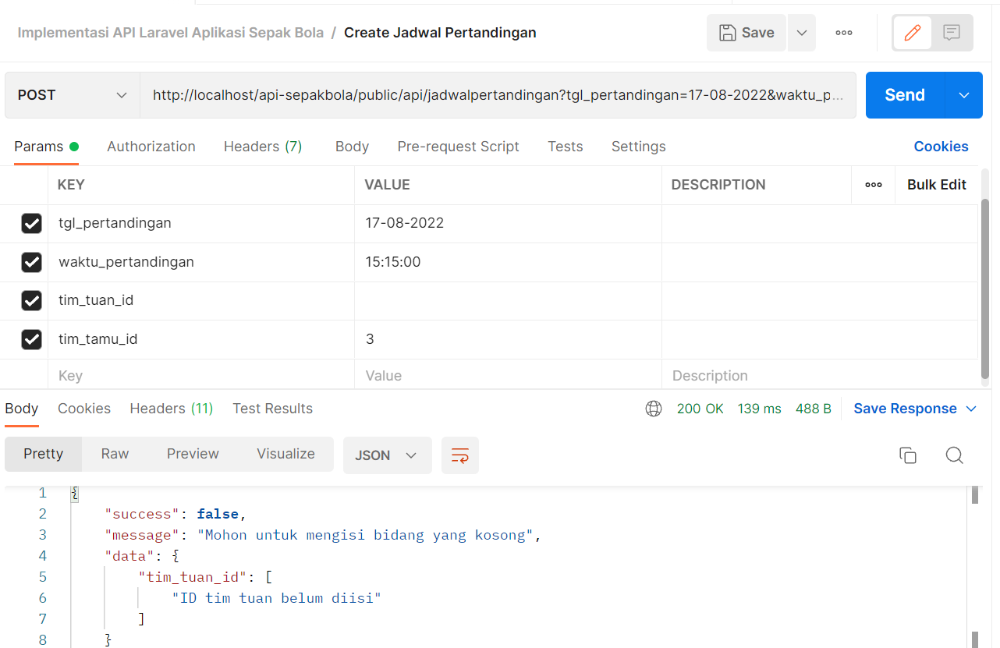 Implementasi API Laravel Aplikasi Sepak Bola / Create Jadwal Pertandingan Save
POST http://localhost/api-sepakbola/public/api/jadwalpertandingan?tgl_pertandingan=17-08-2022&waktu_p... Send
Params Authorization Headers (7) Body Pre-request Script Tests Settings Cookies
KEY VALUE DESCRIPTION Bulk Edit
tgl_pertandingan 17-08-2022
waktu_pertandingan 15:15:00
tim_tuan_id
tim_tamu_id 3
Key Value Description
Body Cookies Headers (11) Test Results 200 OK 139 ms 488 B Save Response
Pretty Raw Preview Visualize JSON
1 {
2 "success": false,
3 "message": "Mohon untuk mengisi bidang yang kosong",
4 "data": {
5 "tim_tuan_id": [
6 "ID tim tuan belum diisi"
7 ]
8 }